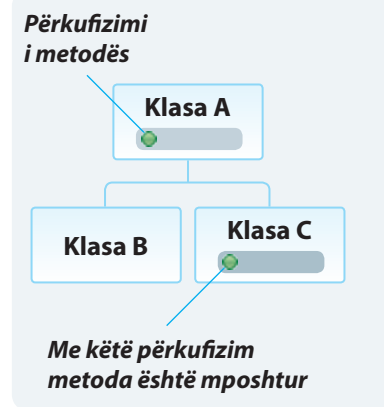 Përkufizimi
i metodës
Klasa A
Klasa B
Klasa C
Me këtë përkufizim
metoda është mposhtur